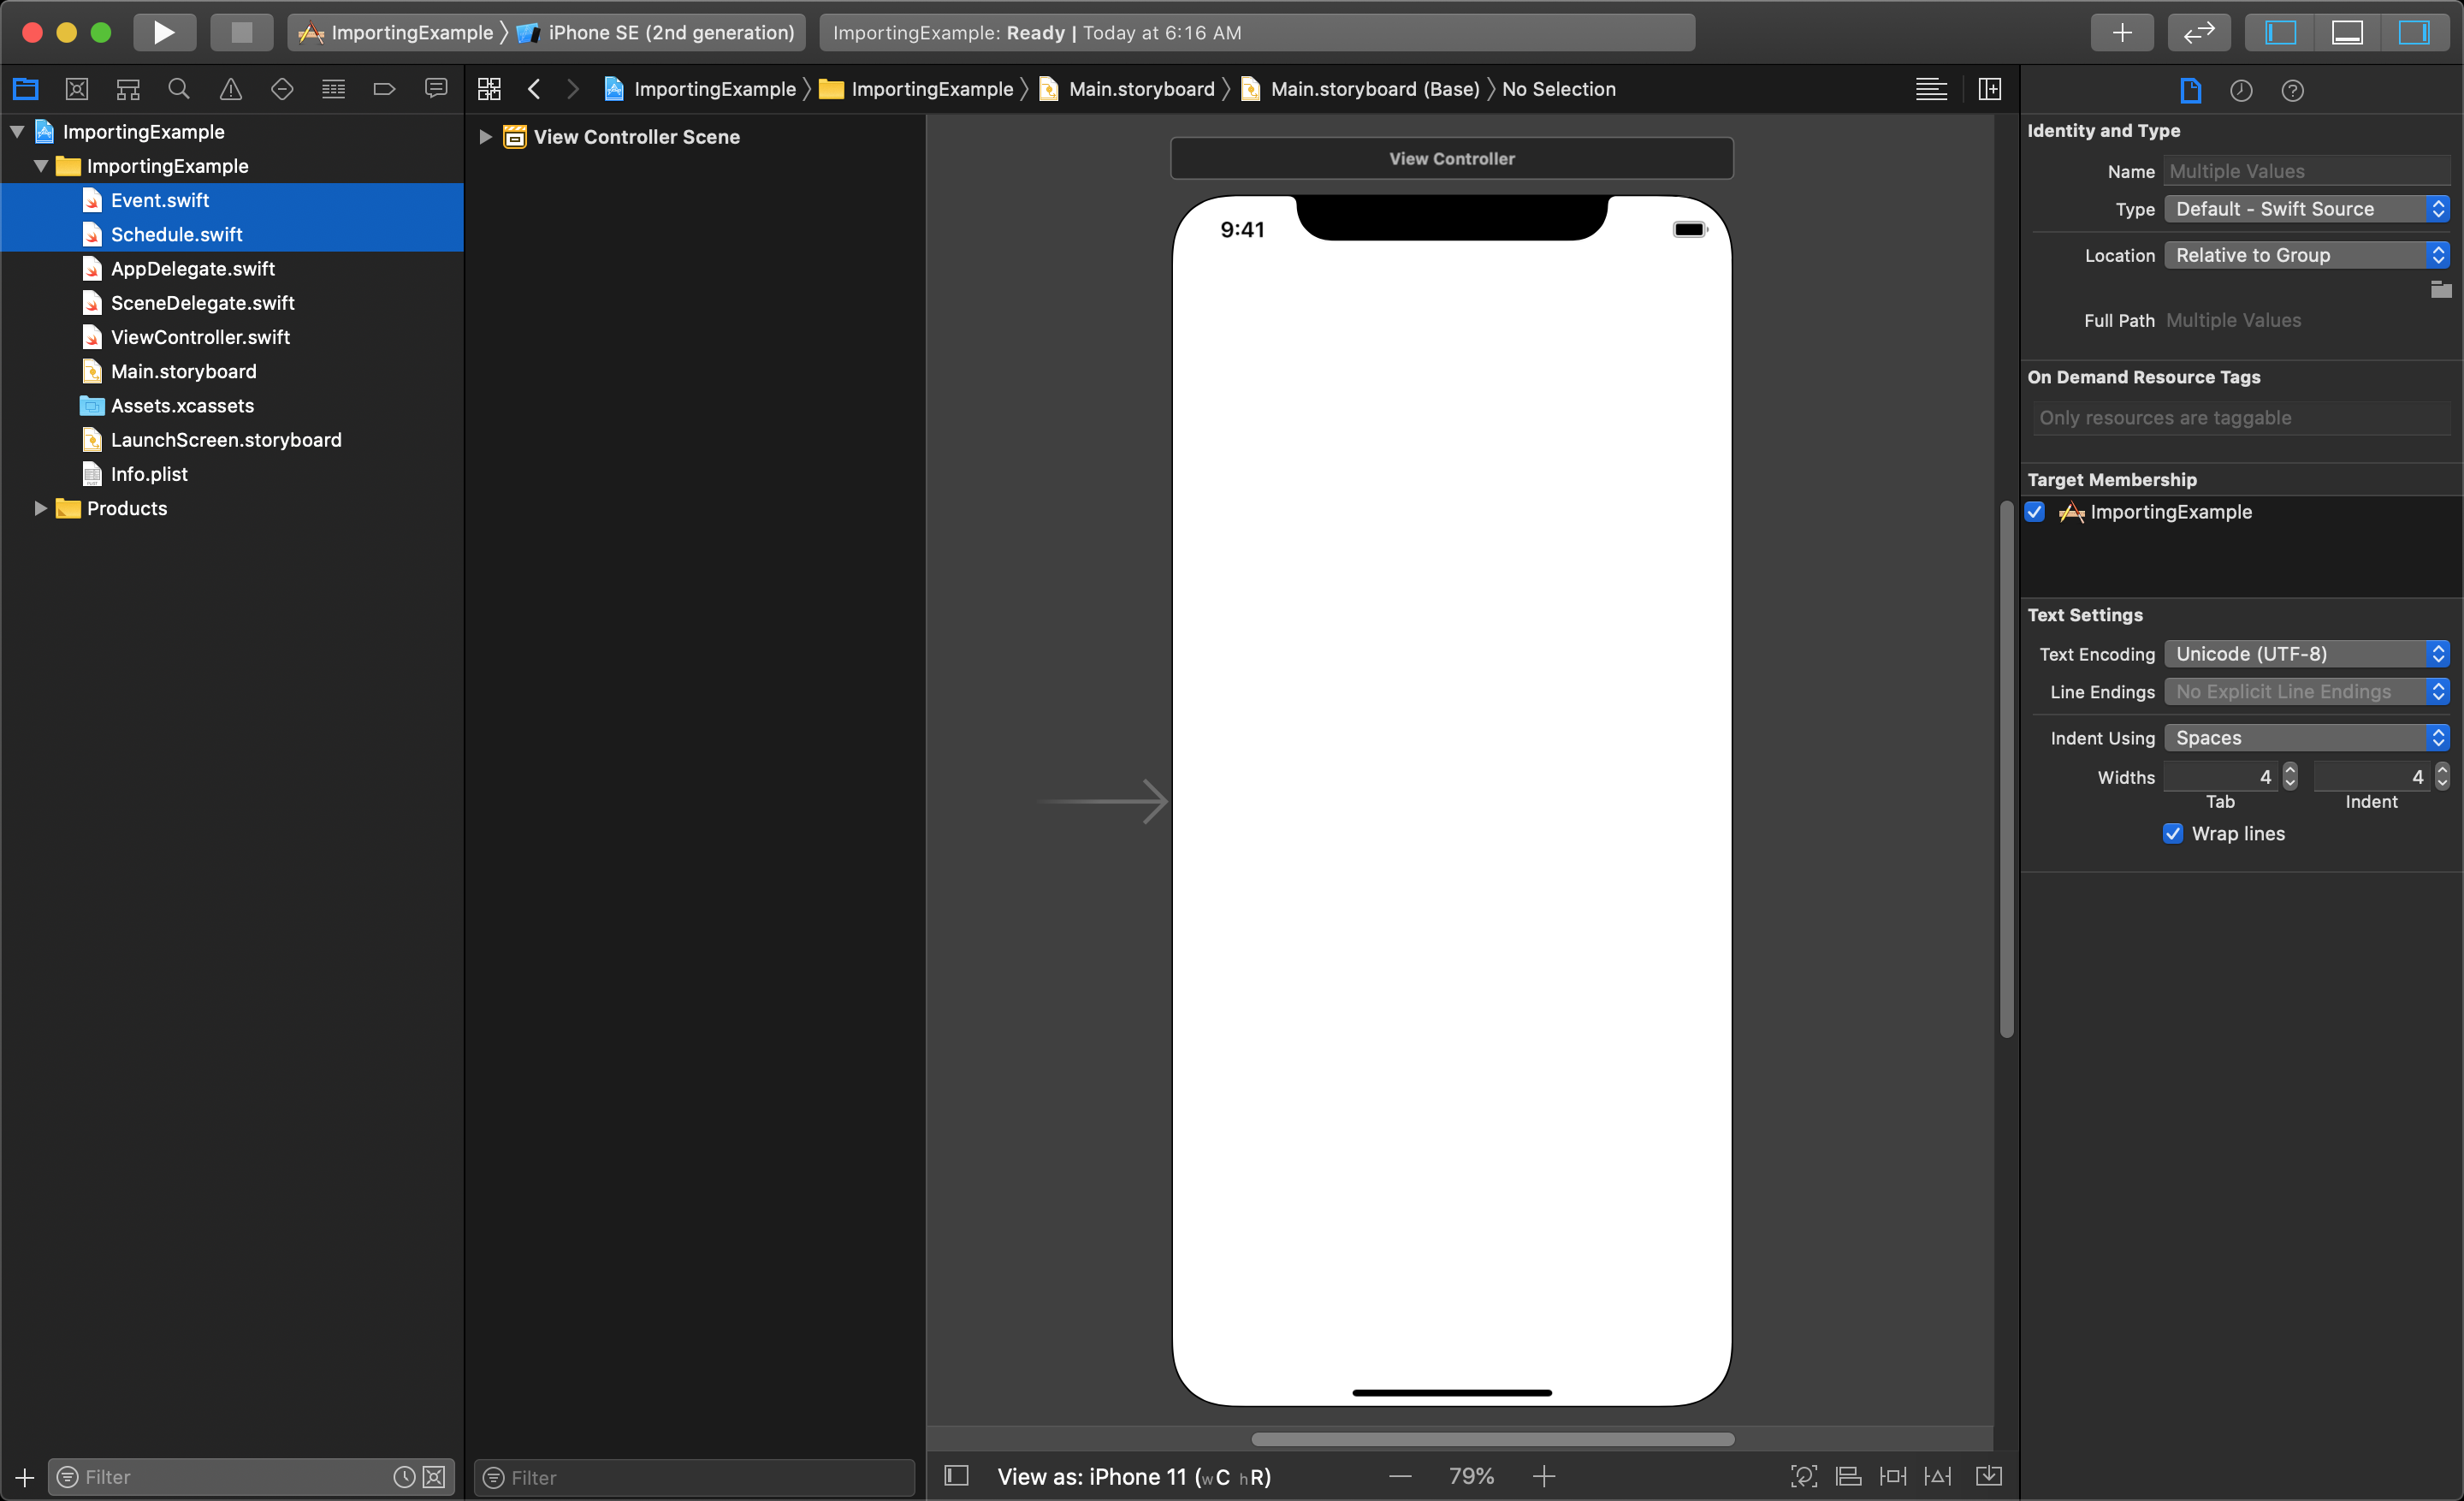 ImportingExample 〉 iPhone SE (2nd generation)
ImportingExample: Ready | Today at 6:16 AM
ImportingExample 〉 ImportingExample 〉 Main.storyboard 〉 Main.storyboard (Base) 〉 No Selection
ImportingExample
ImportingExample
Event.swift
Schedule.swift
AppDelegate.swift
SceneDelegate.swift
ViewController.swift
Main.storyboard
Assets.xcassets
LaunchScreen.storyboard
Info.plist
Products
Filter
View Controller Scene
Filter
View Controller
9:41
View as: iPhone 11 (wC hR)
79%
Identity and Type
Name Multiple Values
Type Default - Swift Source
Location Relative to Group
Full Path Multiple Values
On Demand Resource Tags
Only resources are taggable
Target Membership
ImportingExample
Text Settings
Text Encoding Unicode (UTF-8)
Line Endings No Explicit Line Endings
Indent Using Spaces
Widths 4 4
Tab Indent
Wrap lines